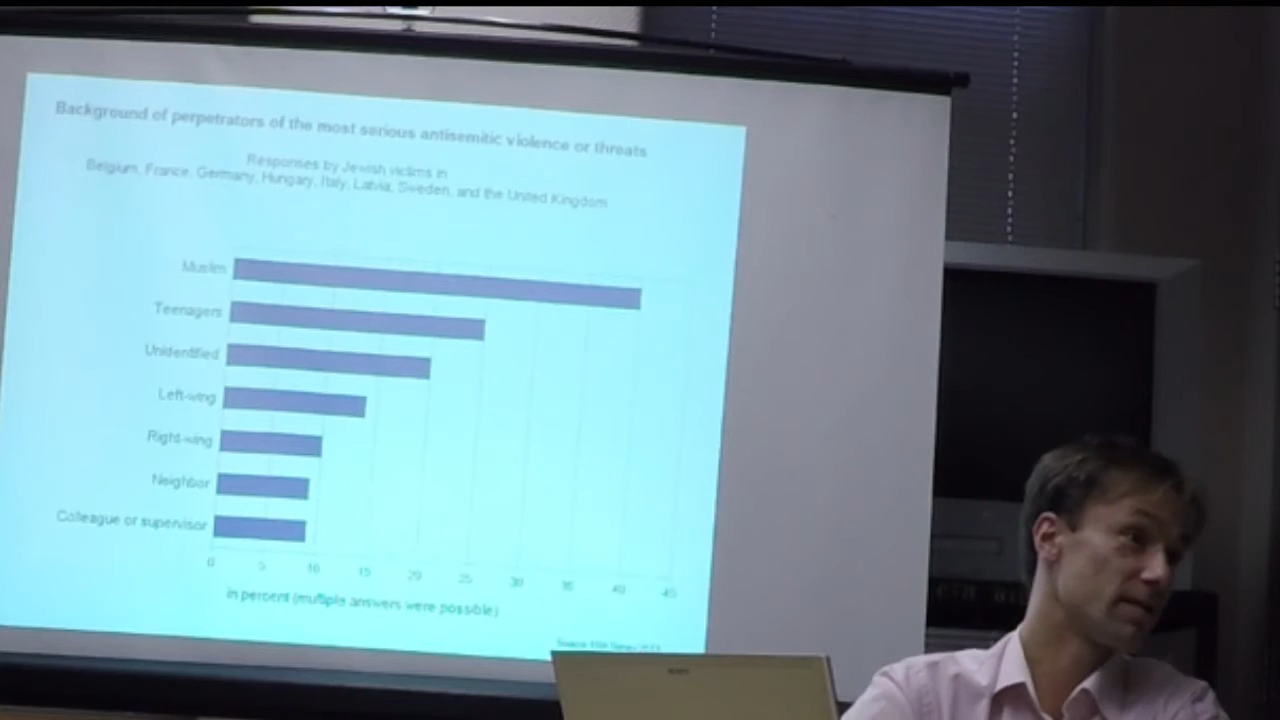 Background of perpetrators of the most serious antisemitic violence or threats
Responses by Jewish victims in
Belgium, France, Germany, Hungary, Italy, Latvia, Sweden, and the United Kingdom
Muslim
Teenagers
Unidentified
Left-wing
Right-wing
Neighbor
Colleague or supervisor
0 5 10 15 20 25 30 35 40 45
in percent (multiple answers were possible)
Source